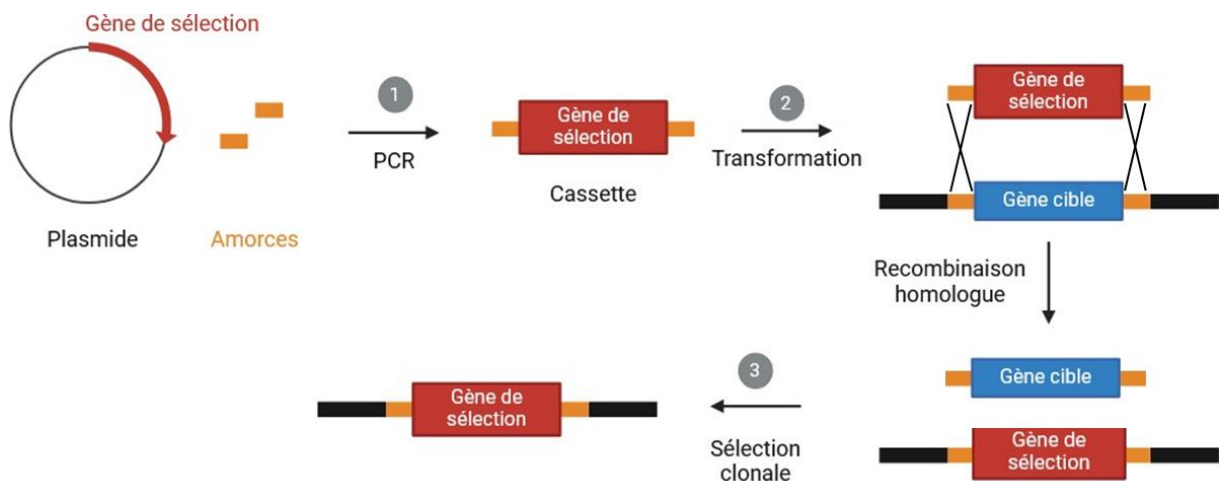 Gène de sélection
Plasmide
Amorces
1
PCR
Gène de
sélection
Cassette
2
Transformation
Gène de
sélection
Gène cible
Recombinaison
homologue
Gène cible
Gène de
sélection
3
Sélection
clonale
Gène de
sélection